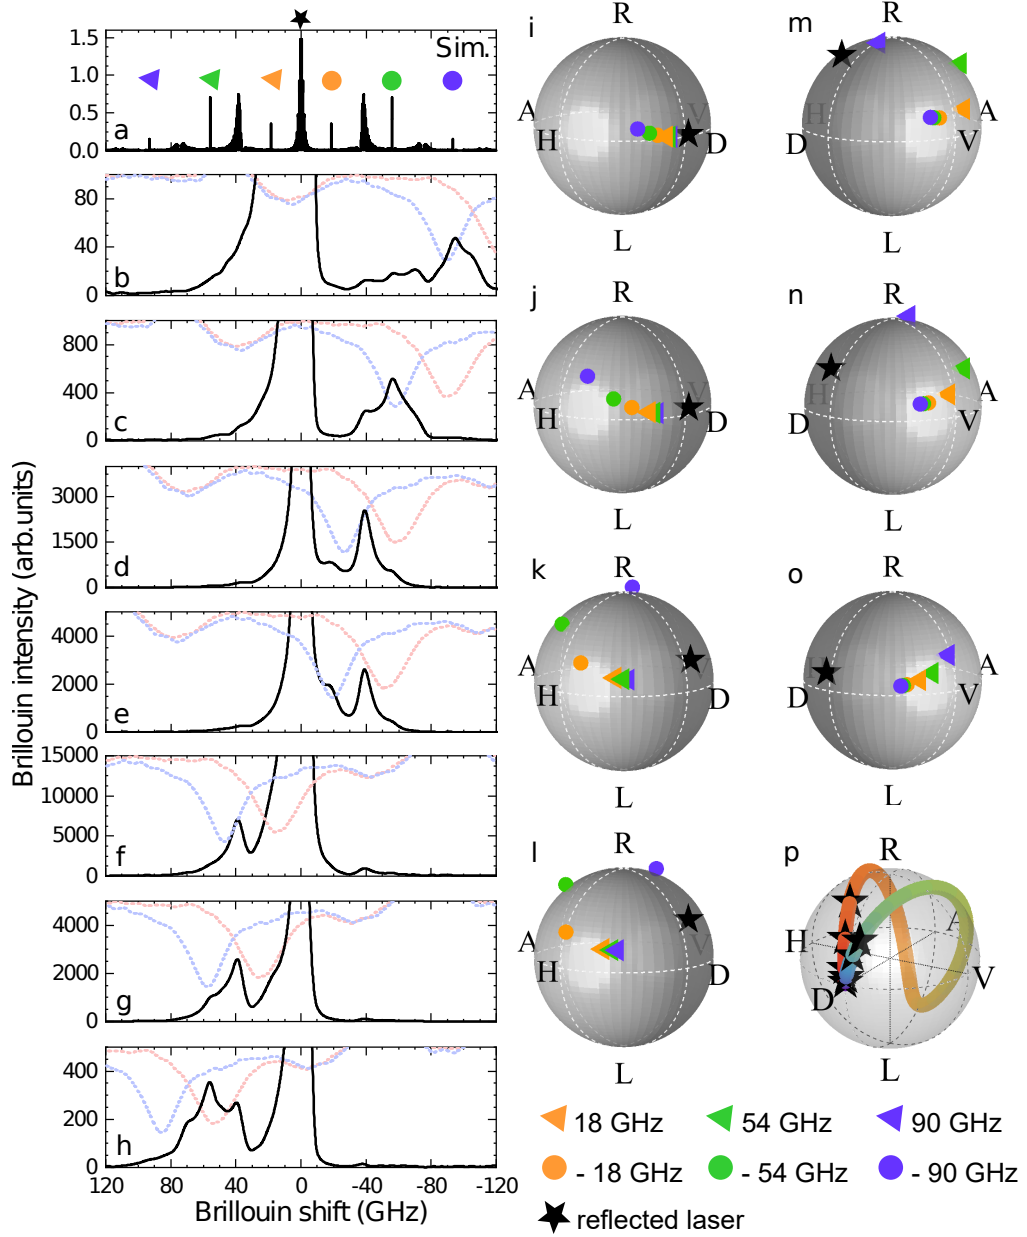 Sim.
1.5
1.0
0.5
0.0
a
80
40
0
b
800
400
0
c
3000
1500
0
d
4000
2000
0
e
15000
10000
5000
0
f
4000
2000
0
g
400
200
0
h
120 80 40 0 -40 -80 -120
Brillouin shift (GHz)
Brillouin intensity (arb.units)
i
R
A
H
V
D
L
j
R
A
H
V
D
L
k
R
A
H
V
D
L
l
R
A
H
V
D
L
m
R
H
A
D
V
L
n
R
H
A
D
V
L
o
R
H
A
D
V
L
p
R
H
A
D
V
L
18 GHz 54 GHz 90 GHz
- 18 GHz - 54 GHz - 90 GHz
reflected laser